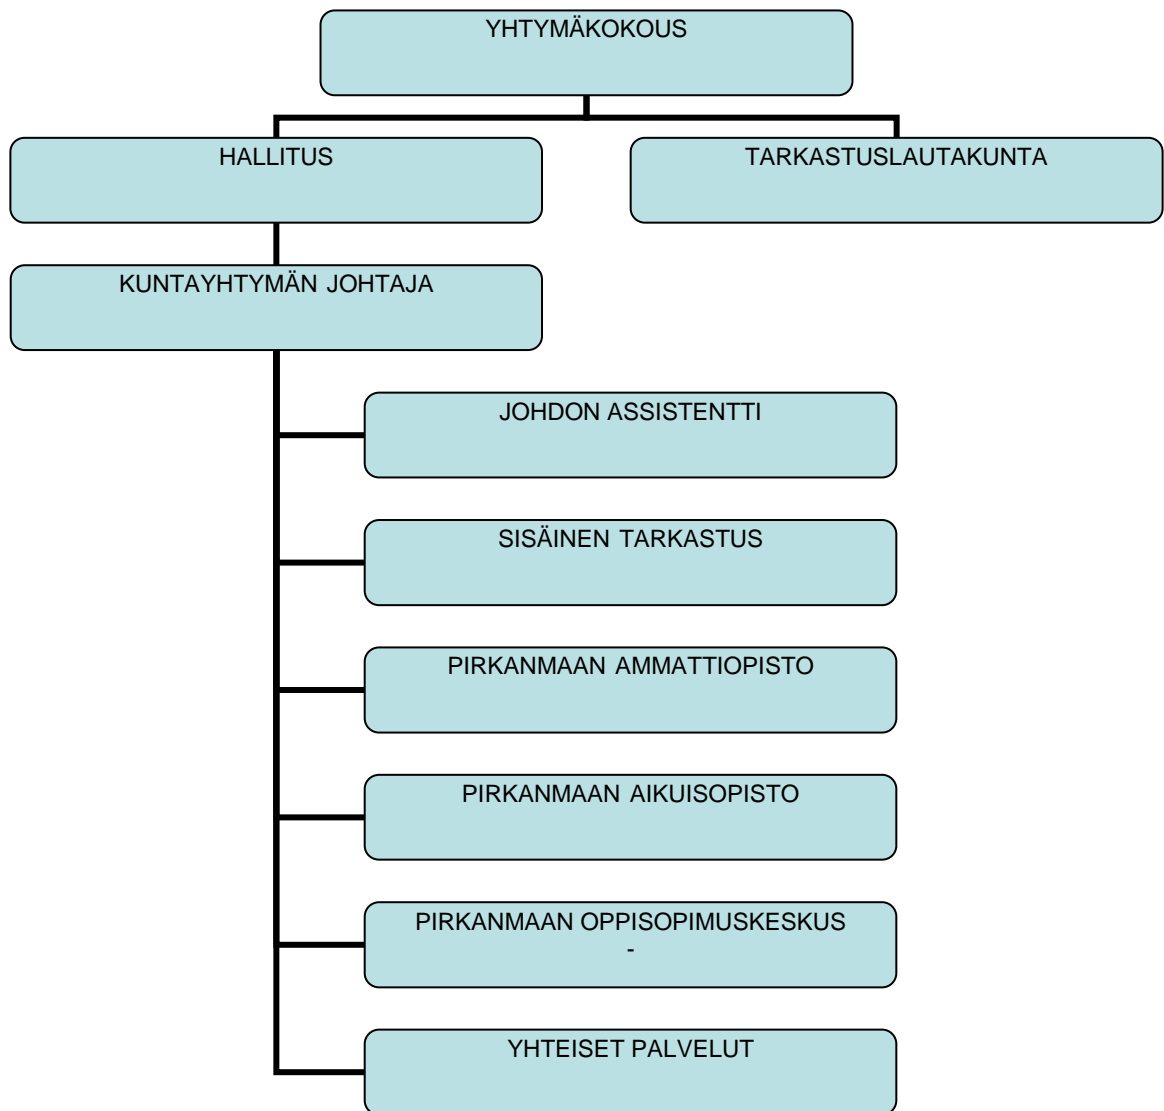 YHTYMÄKOKOUS
HALLITUS
TARKASTUSLAUTAKUNTA
KUNTAYHTYMÄN JOHTAJA
JOHDON ASSISTENTTI
SISÄINEN TARKASTUS
PIRKANMAAN AMMATTIOPISTO
PIRKANMAAN AIKUISOPISTO
PIRKANMAAN OPPISOPIMUSKESKUS
-
YHTEISET PALVELUT